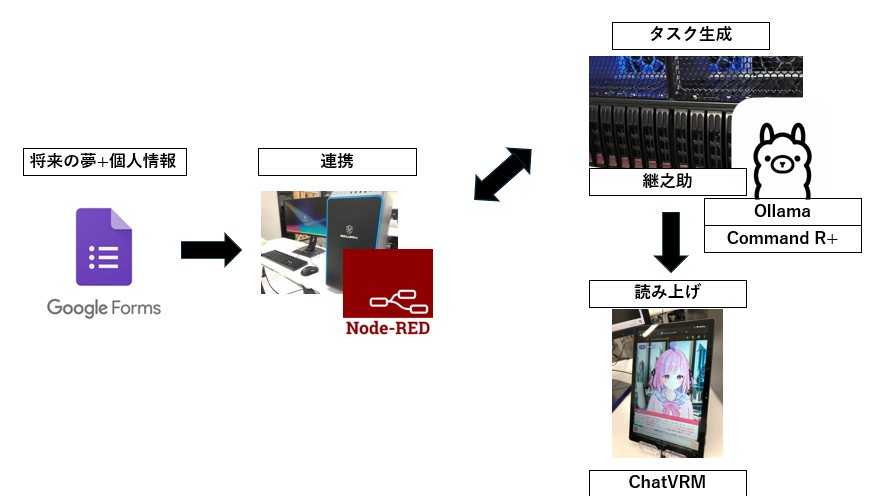 将来の夢+個人情報
Google Forms
連携
Node-RED
タスク生成
継之助
Ollama
Command R+
読み上げ
ChatVRM